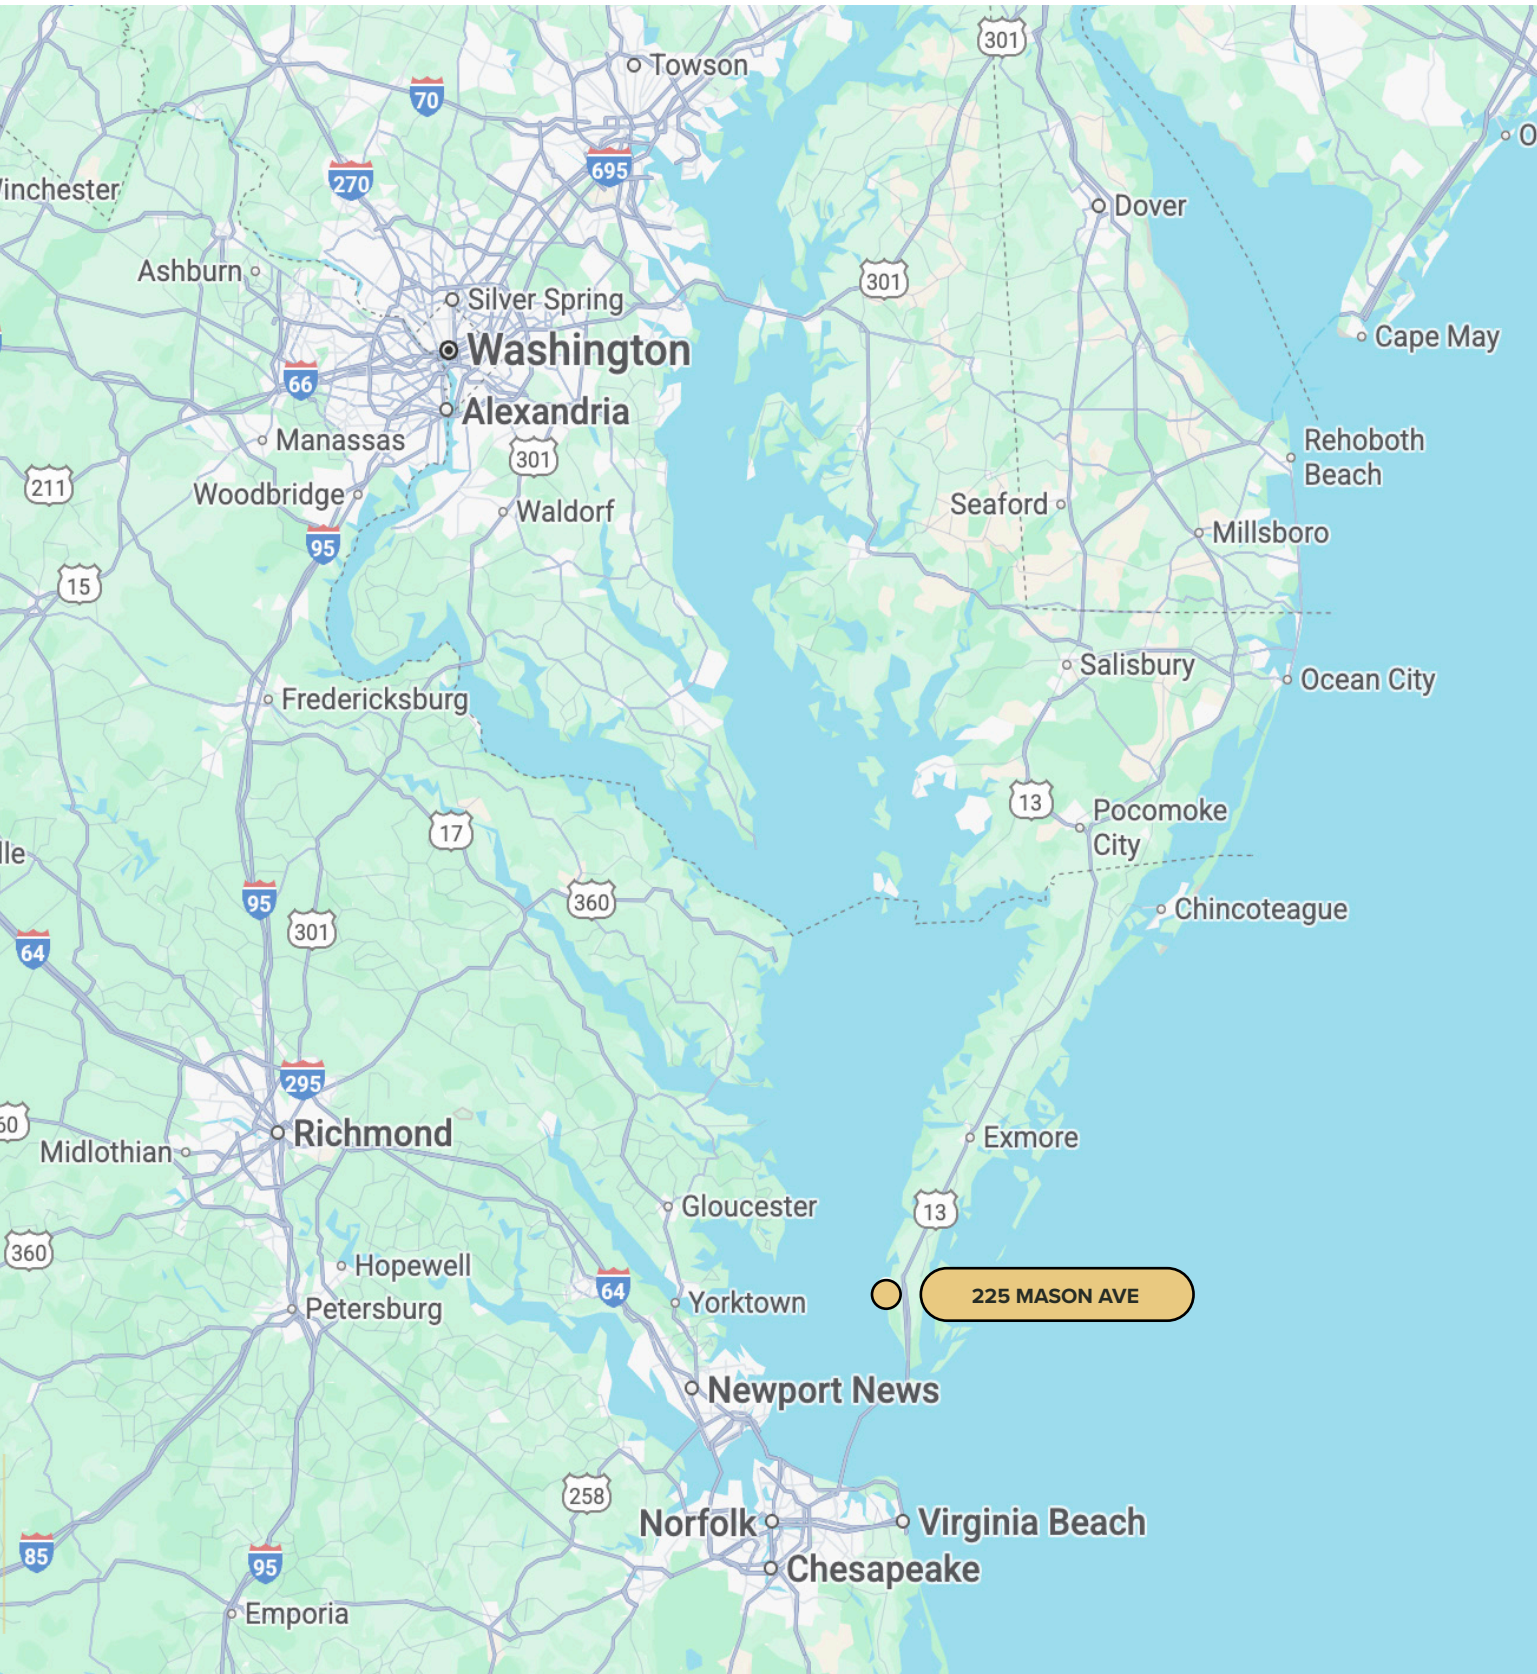 301
Towson
70
O
695
270
inchester
Dover
Ashburn
301
Silver Spring
Cape May
Washington
66
Alexandria
Manassas
Rehoboth
Beach
301
211
Woodbridge
Seaford
Waldorf
Millsboro
95
15
Salisbury
Ocean City
Fredericksburg
13
Pocomoke
City
17
lle
95
360
Chincoteague
301
64
295
60
Richmond
Exmore
Midlothian
Gloucester
13
360
Hopewell
64
225 MASON AVE
Yorktown
Petersburg
Newport News
258
Norfolk
Virginia Beach
85
95
Chesapeake
Emporia